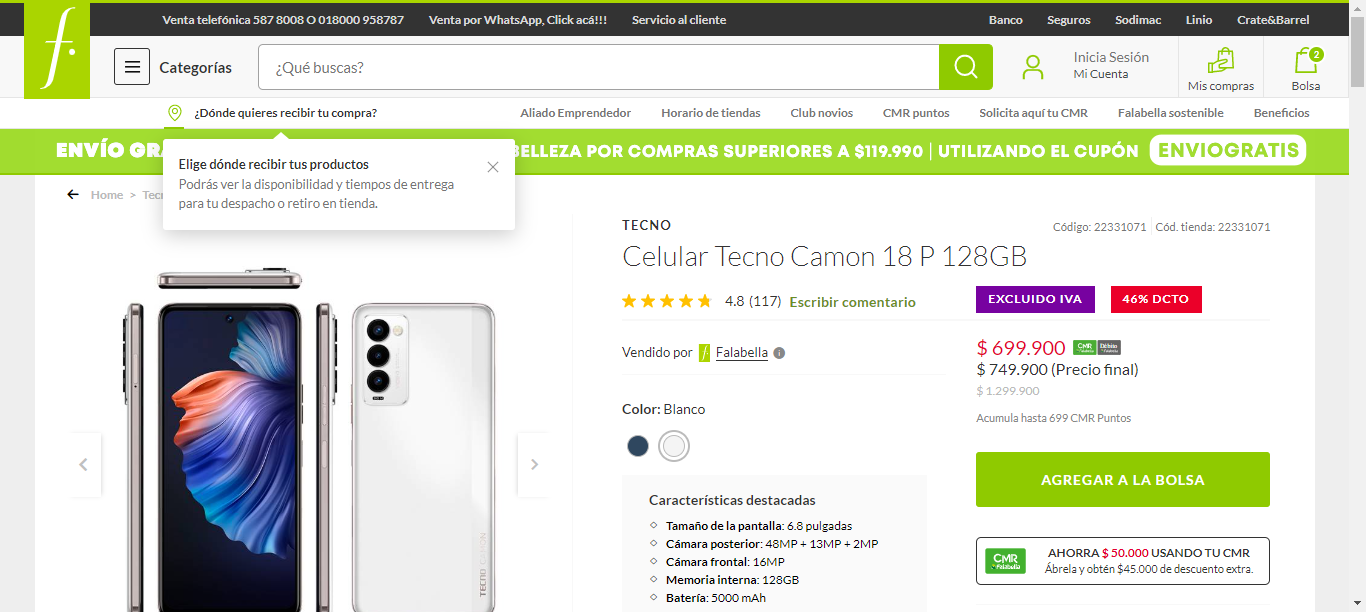 Venta telefónica 587 8008 O 018000 958787
Venta por WhatsApp, Click acá!!!
Servicio al cliente
Banco
Seguros
Sodimac
Linio
Crate&Barrel
f.
Categorías
¿Qué buscas?
Inicia Sesión
Mi Cuenta
Mis compras
2
Bolsa
¿Dónde quieres recibir tu compra?
Aliado Emprendedor
Horario de tiendas
Club novios
CMR puntos
Solicita aquí tu CMR
Falabella sostenible
Beneficios
ENVÍO GRA
BELLEZA POR COMPRAS SUPERIORES A $119.990 | UTILIZANDO EL CUPÓN
ENVIOGRATIS
Elige dónde recibir tus productos
Podrás ver la disponibilidad y tiempos de entrega
para tu despacho o retiro en tienda.
Home > Tec
TECNO
Código: 22331071
Cód. tienda: 22331071
Celular Tecno Camon 18 P 128GB
4.8 (117)
Escribir comentario
EXCLUIDO IVA
46% DCTO
Vendido por
Falabella
$ 699.900
CMR
Falabella
Débito
Falabella
$ 749.900 (Precio final)
$ 1.299.900
Acumula hasta 699 CMR Puntos
Color: Blanco
AGREGAR A LA BOLSA
Características destacadas
Tamaño de la pantalla: 6.8 pulgadas
Cámara posterior: 48MP + 13MP + 2MP
Cámara frontal: 16MP
Memoria interna: 128GB
Batería: 5000 mAh
CMR
Falabella
AHORRA $ 50.000 USANDO TU CMR
Ábrela y obtén $45.000 de descuento extra.
TECNO CAMON